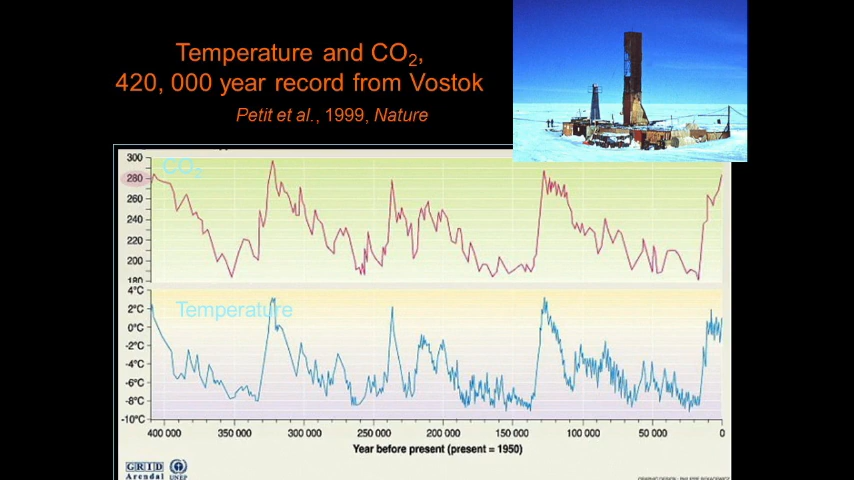 Temperature and CO2,
420, 000 year record from Vostok
Petit et al., 1999, Nature
CO2
300
280
260
240
220
200
180
4°C
Temperature
2°C
0°C
-2°C
-4°C
-6°C
-8°C
-10°C
400 000 350 000 300 000 250 000 200 000 150 000 100 000 50 000 0
Year before present (present = 1950)
GRID
Arendal UNEP